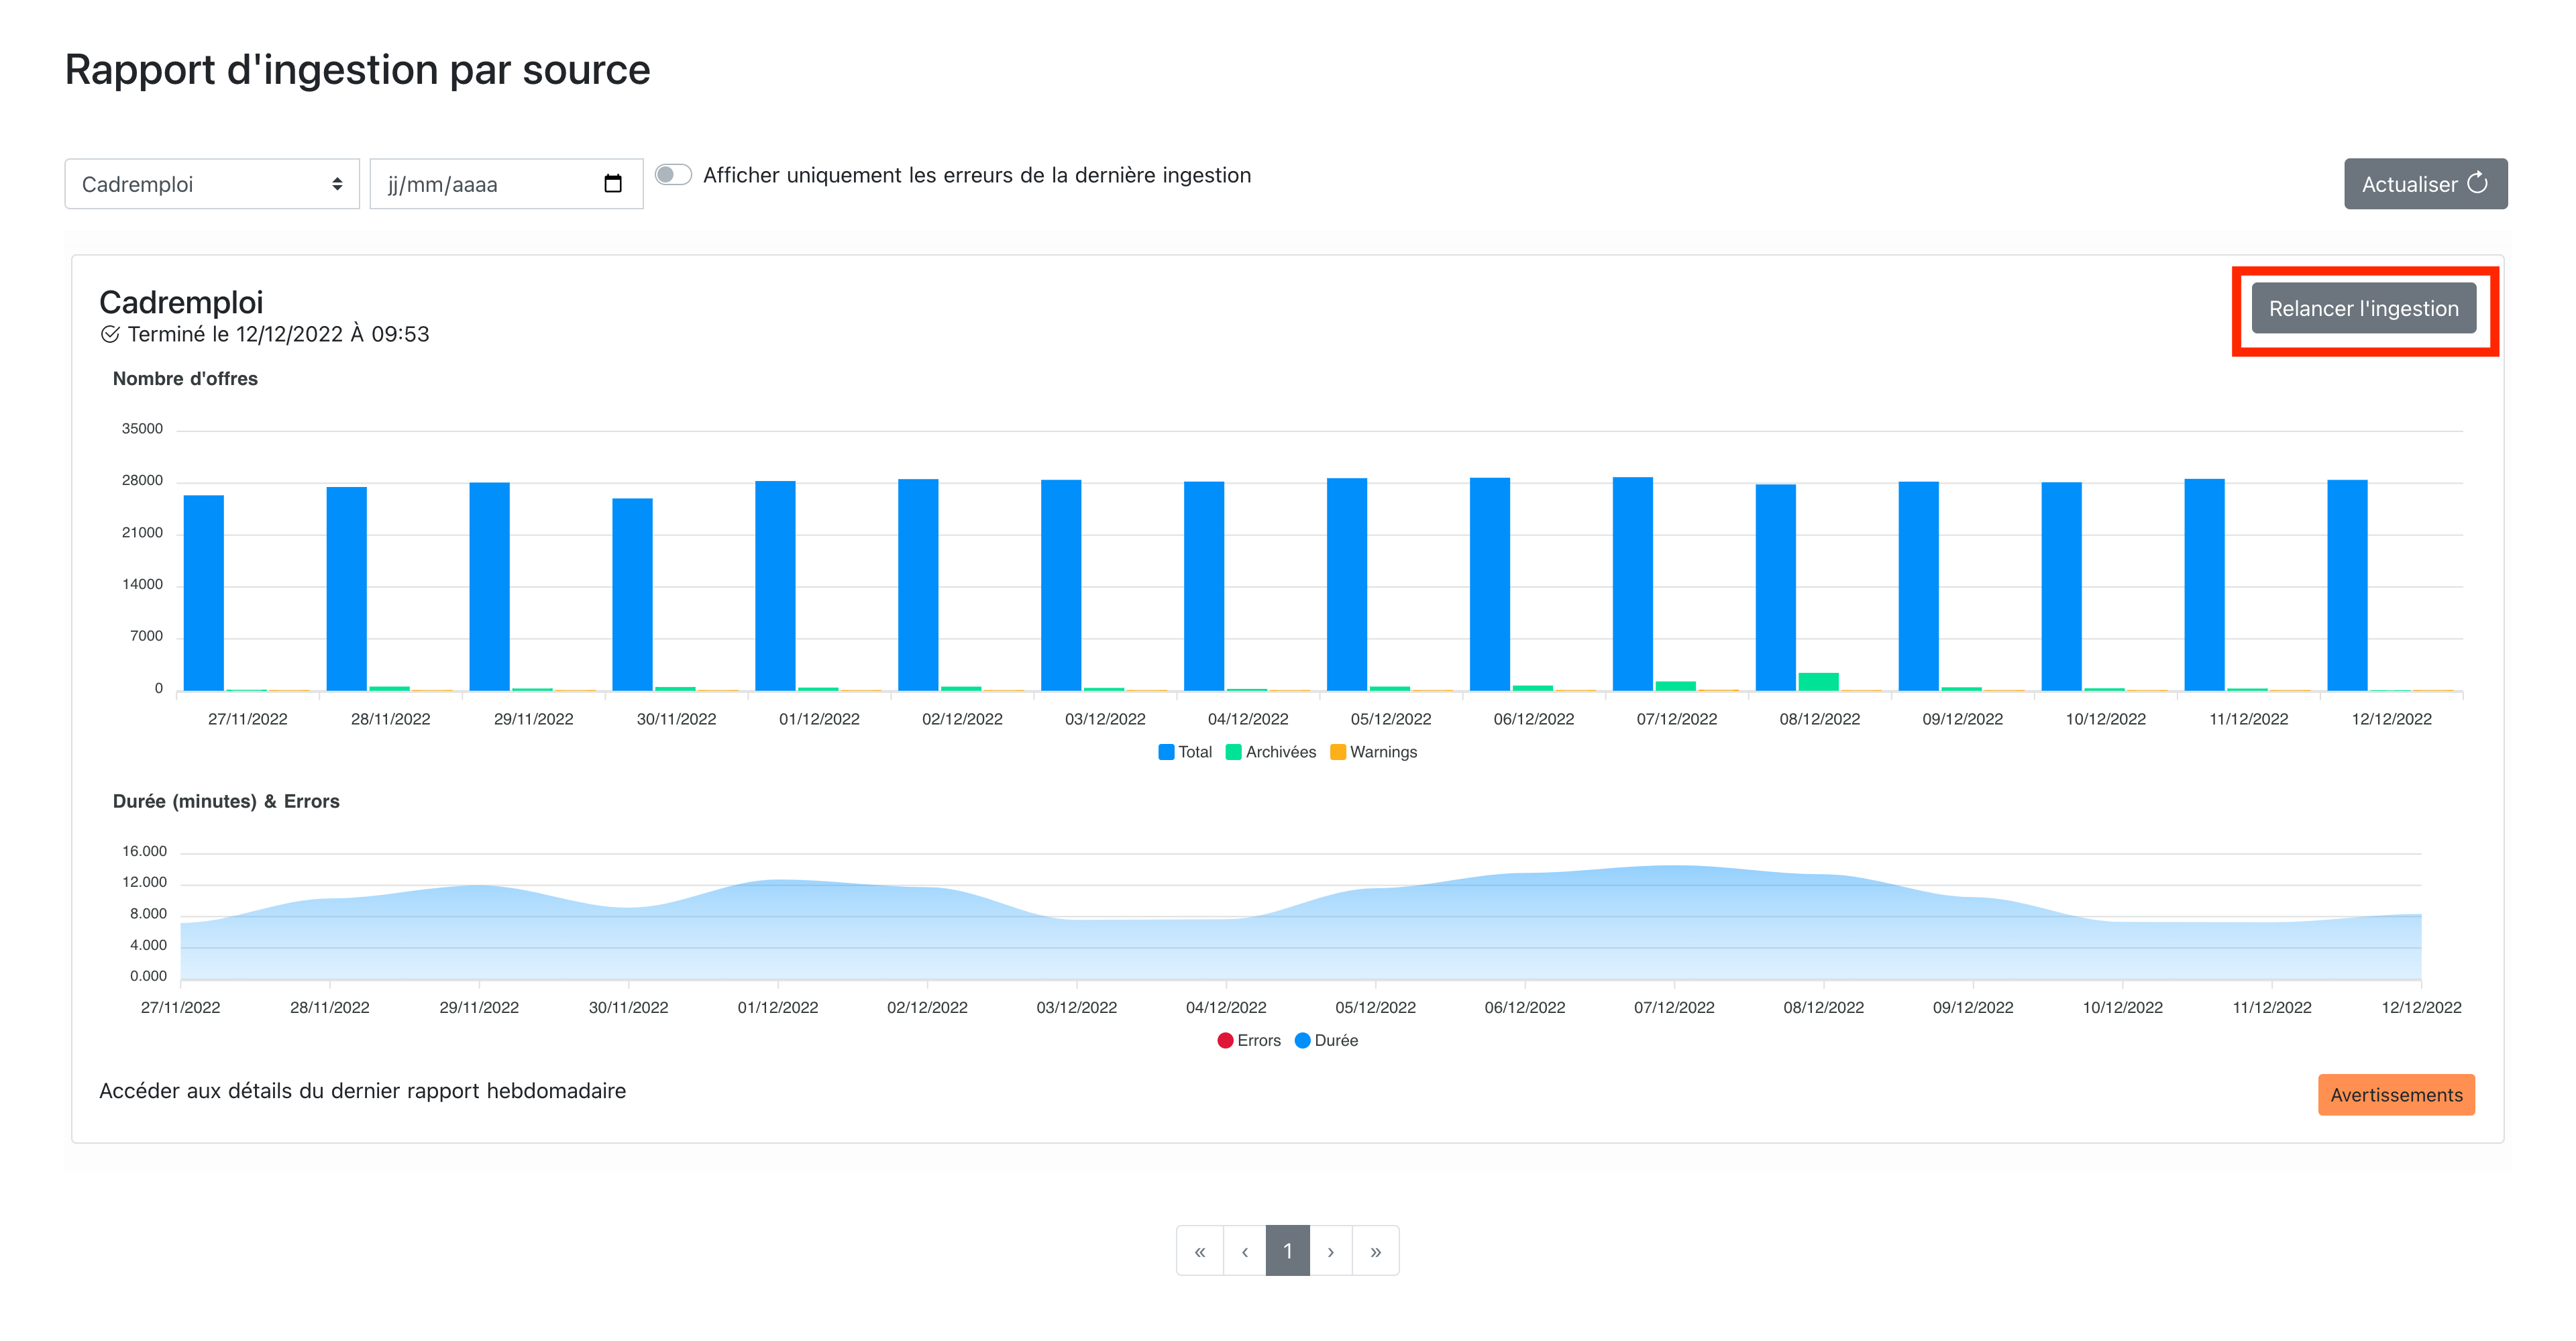 Rapport d'ingestion par source
Cadremploi
jj/mm/aaaa
Afficher uniquement les erreurs de la dernière ingestion
Actualiser
Cadremploi
Relancer l'ingestion
Terminé le 12/12/2022 À 09:53
Nombre d'offres
35000
28000
21000
14000
7000
0
27/11/2022 28/11/2022 29/11/2022 30/11/2022 01/12/2022 02/12/2022 03/12/2022 04/12/2022 05/12/2022 06/12/2022 07/12/2022 08/12/2022 09/12/2022 10/12/2022 11/12/2022 12/12/2022
Total Archivées Warnings
Durée (minutes) & Errors
16.000
12.000
8.000
4.000
0.000
27/11/2022 28/11/2022 29/11/2022 30/11/2022 01/12/2022 02/12/2022 03/12/2022 04/12/2022 05/12/2022 06/12/2022 07/12/2022 08/12/2022 09/12/2022 10/12/2022 11/12/2022 12/12/2022
Errors Durée
Accéder aux détails du dernier rapport hebdomadaire
Avertissements
« ‹ 1 › »